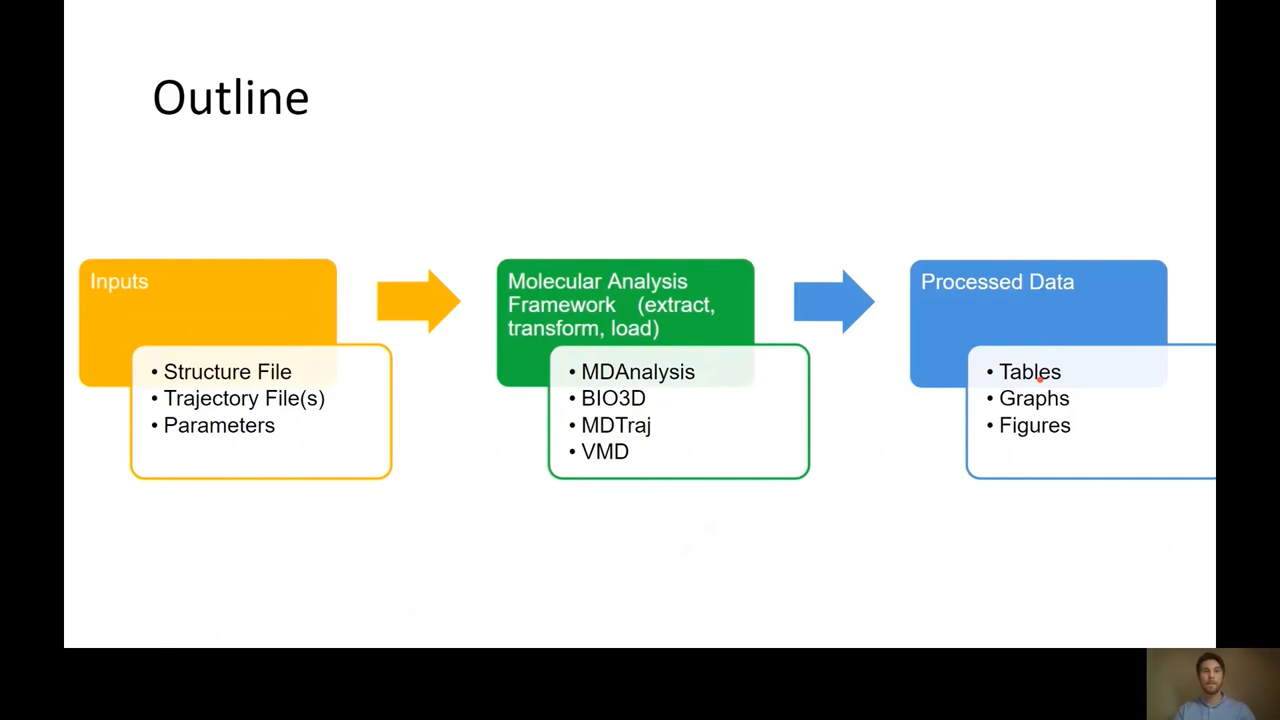 Outline
Inputs
• Structure File
• Trajectory File(s)
• Parameters
Molecular Analysis
Framework (extract,
transform, load)
• MDAnalysis
• BIO3D
• MDTraj
• VMD
Processed Data
• Tables
• Graphs
• Figures